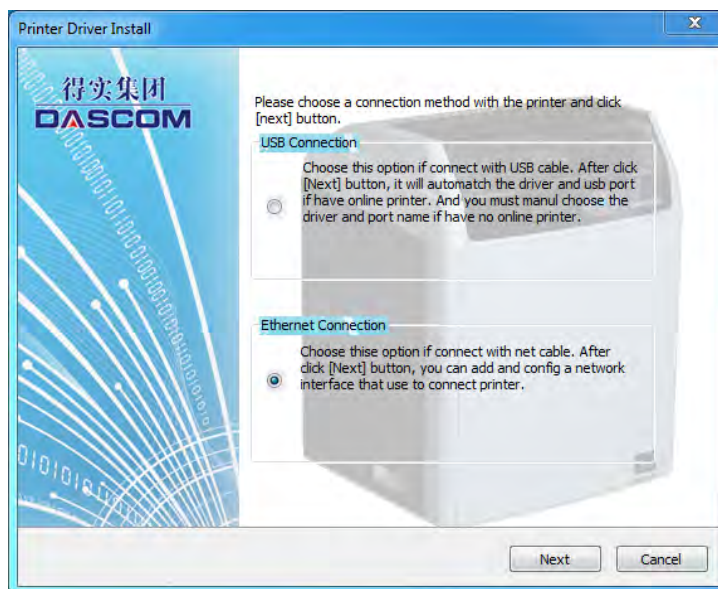 Printer Driver Install
得实集团
DASCOM
Please choose a connection method with the printer and click
[next] button.
USB Connection
Choose this option if connect with USB cable. After click
[Next] button, it will automatch the driver and usb port
if have online printer. And you must manul choose the
driver and port name if have no online printer.
Ethernet Connection
Choose thise option if connect with net cable. After
click [Next] button, you can add and config a network
interface that use to connect printer.
Next
Cancel